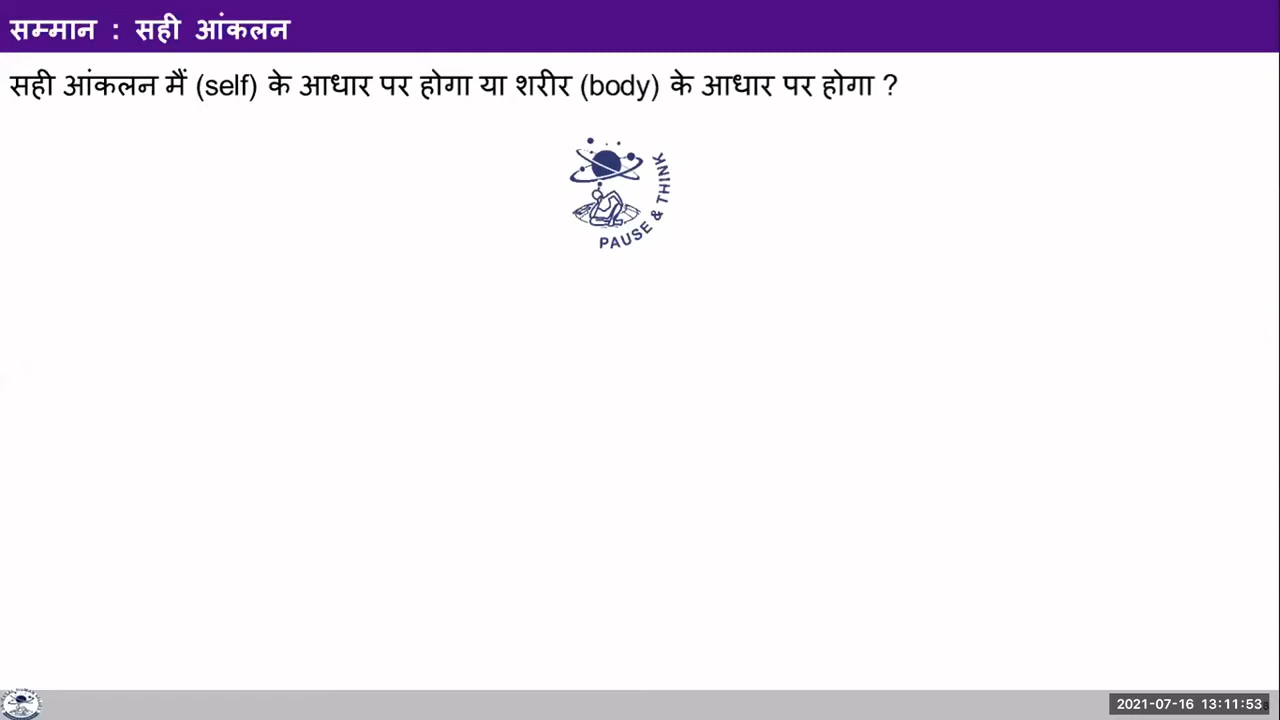 सम्मान : सही आंकलन
सही आंकलन मैं (self) के आधार पर होगा या शरीर (body) के आधार पर होगा ?
PAUSE & THINK
2021-07-16 13:11:53